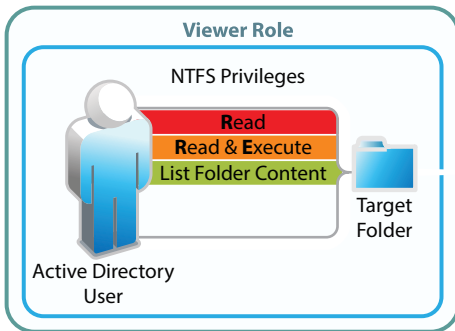 Viewer Role
NTFS Privileges
Read
Read & Execute
List Folder Content
Target
Folder
Active Directory
User